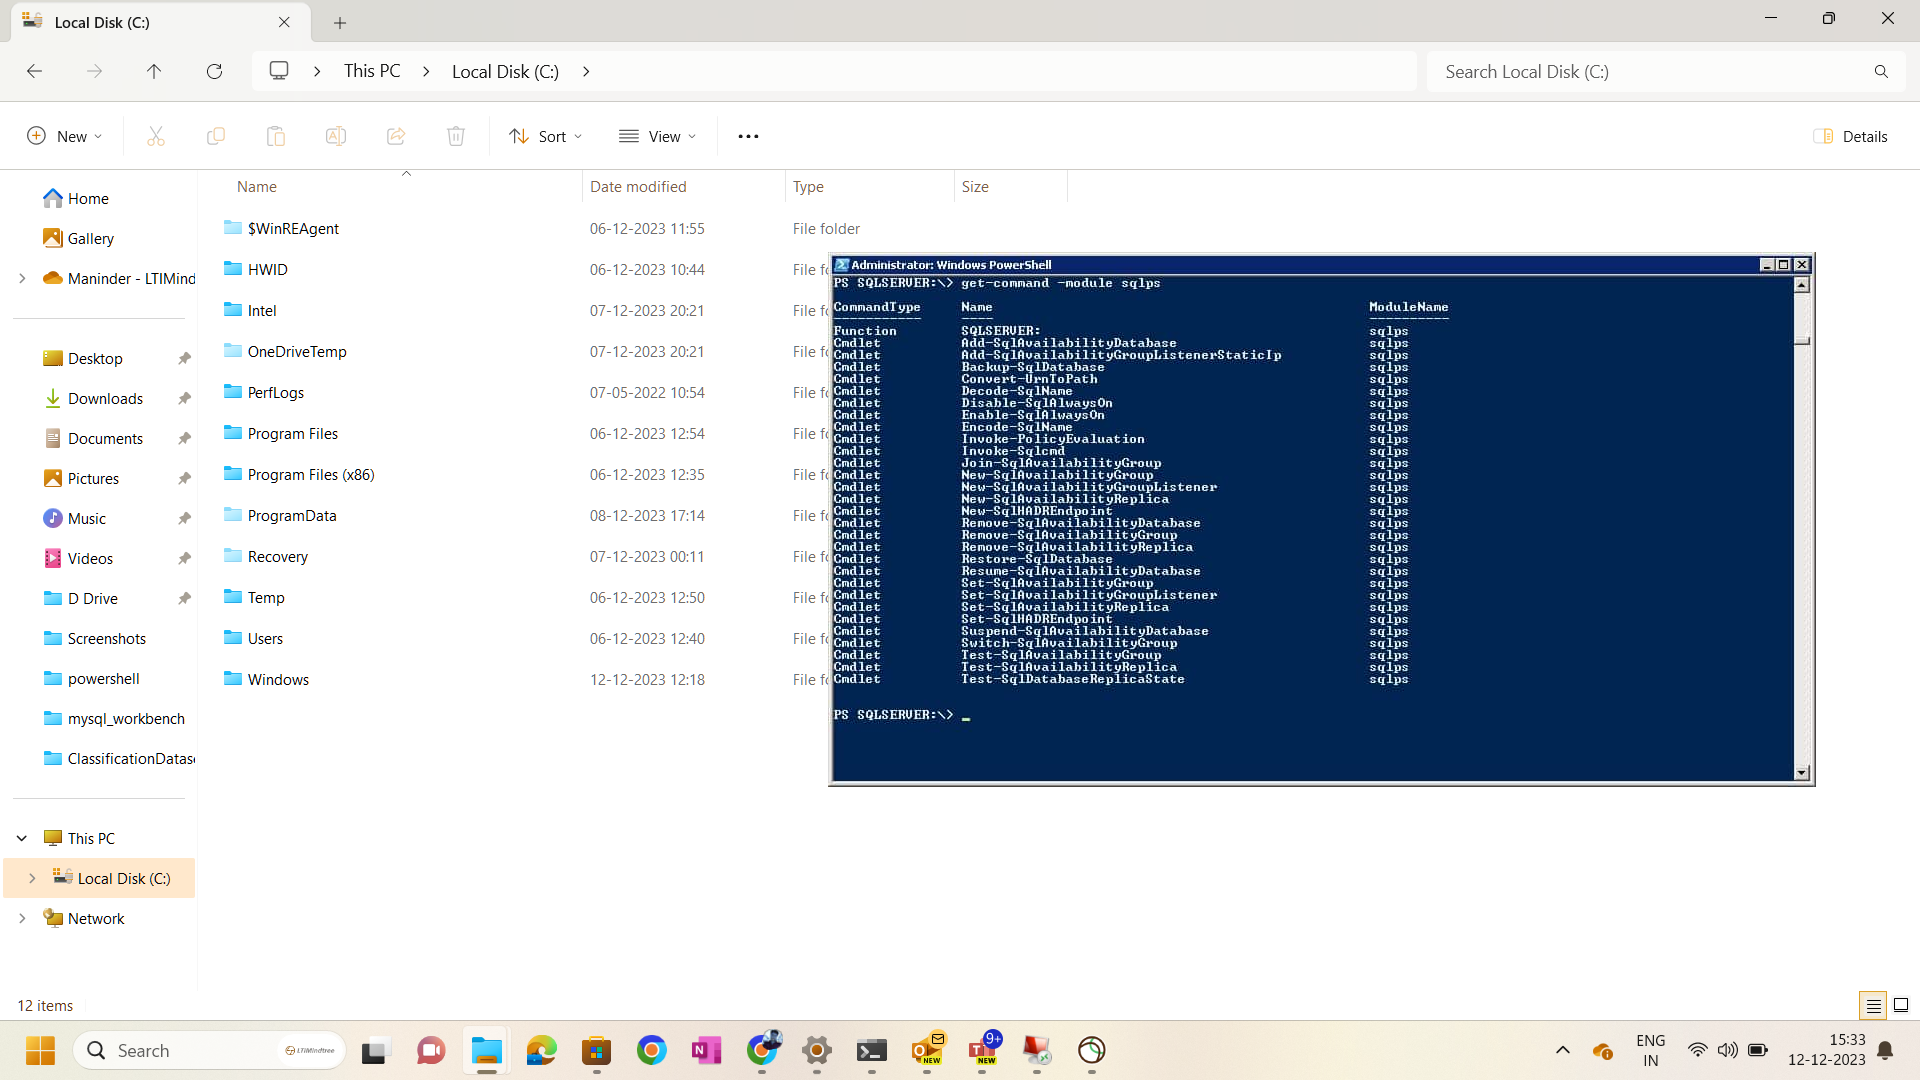 Local Disk (C:)
This PC
Local Disk (C:)
Search Local Disk (C:)
New
Sort
View
Details
Home
Gallery
Maninder - LTIMind
Desktop
Downloads
Documents
Pictures
Music
Videos
D Drive
Screenshots
powershell
mysql_workbench
ClassificationDatase
This PC
Local Disk (C:)
Network
Name Date modified Type Size
$WinREAgent 06-12-2023 11:55 File folder
HWID 06-12-2023 10:44 File fo
Intel 07-12-2023 20:21 File fo
OneDriveTemp 07-12-2023 20:21 File fo
PerfLogs 07-05-2022 10:54 File fo
Program Files 06-12-2023 12:54 File fo
Program Files (x86) 06-12-2023 12:35 File fo
ProgramData 08-12-2023 17:14 File fo
Recovery 07-12-2023 00:11 File fo
Temp 06-12-2023 12:50 File fo
Users 06-12-2023 12:40 File fo
Windows 12-12-2023 12:18 File fo
Administrator: Windows PowerShell
PS SQLSERVER:\> get-command -module sqlps
CommandType Name ModuleName
----------- ---- ----------
Function SQLSERVER: sqlps
Cmdlet Add-SqlAvailabilityDatabase sqlps
Cmdlet Add-SqlAvailabilityGroupListenerStaticIp sqlps
Cmdlet Backup-SqlDatabase sqlps
Cmdlet Convert-UrnToPath sqlps
Cmdlet Decode-SqlName sqlps
Cmdlet Disable-SqlAlwaysOn sqlps
Cmdlet Enable-SqlAlwaysOn sqlps
Cmdlet Encode-SqlName sqlps
Cmdlet Invoke-PolicyEvaluation sqlps
Cmdlet Invoke-Sqlcmd sqlps
Cmdlet Join-SqlAvailabilityGroup sqlps
Cmdlet New-SqlAvailabilityGroup sqlps
Cmdlet New-SqlAvailabilityGroupListener sqlps
Cmdlet New-SqlAvailabilityReplica sqlps
Cmdlet New-SqlHADREndpoint sqlps
Cmdlet Remove-SqlAvailabilityDatabase sqlps
Cmdlet Remove-SqlAvailabilityGroup sqlps
Cmdlet Remove-SqlAvailabilityReplica sqlps
Cmdlet Restore-SqlDatabase sqlps
Cmdlet Resume-SqlAvailabilityDatabase sqlps
Cmdlet Set-SqlAvailabilityGroup sqlps
Cmdlet Set-SqlAvailabilityGroupListener sqlps
Cmdlet Set-SqlAvailabilityReplica sqlps
Cmdlet Set-SqlHADREndpoint sqlps
Cmdlet Suspend-SqlAvailabilityDatabase sqlps
Cmdlet Switch-SqlAvailabilityGroup sqlps
Cmdlet Test-SqlAvailabilityGroup sqlps
Cmdlet Test-SqlAvailabilityReplica sqlps
Cmdlet Test-SqlDatabaseReplicaState sqlps
PS SQLSERVER:\> _
12 items
Search
LTIMindtree
N
NEW
T
9+
NEW
ENG
IN
15:33
12-12-2023